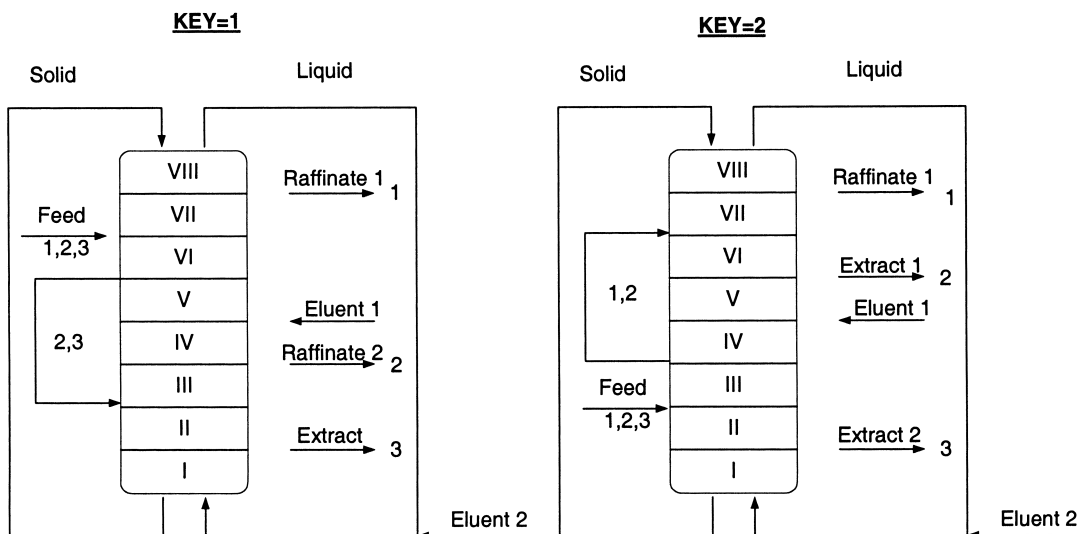 KEY=1
Solid
Liquid
VIII
Raffinate 1
1
Feed
VII
1,2,3
VI
V
Eluent 1
2,3
IV
Raffinate 2
2
III
II
Extract
3
I
Eluent 2
KEY=2
Solid
Liquid
VIII
Raffinate 1
1
VII
VI
Extract 1
2
1,2
V
Eluent 1
IV
Feed
III
1,2,3
II
Extract 2
3
I
Eluent 2